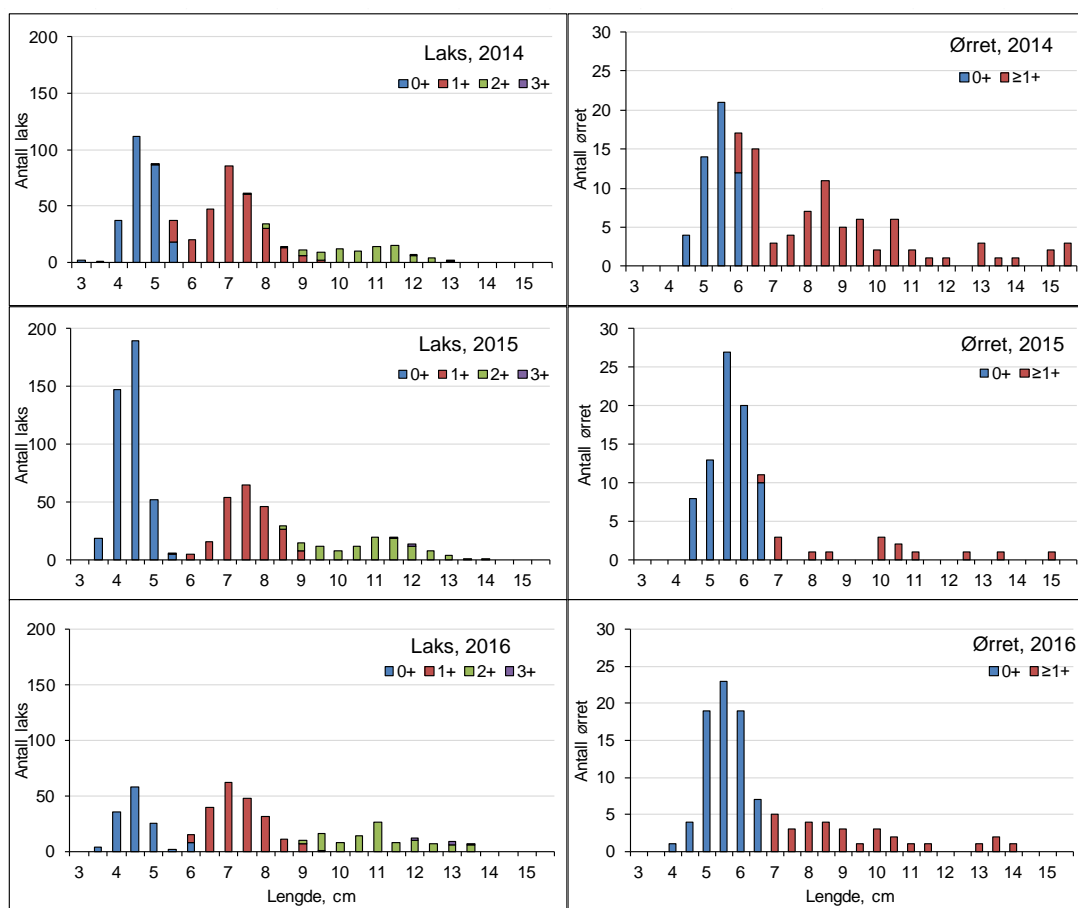 Laks, 2014
0+ 1+ 2+ 3+
Antall laks
200
150
100
50
0
3 4 5 6 7 8 9 10 11 12 13 14 15
Ørret, 2014
0+ ≥1+
Antall ørret
30
25
20
15
10
5
0
3 4 5 6 7 8 9 10 11 12 13 14 15
Laks, 2015
0+ 1+ 2+ 3+
Antall laks
200
150
100
50
0
3 4 5 6 7 8 9 10 11 12 13 14 15
Ørret, 2015
0+ ≥1+
Antall ørret
30
25
20
15
10
5
0
3 4 5 6 7 8 9 10 11 12 13 14 15
Laks, 2016
0+ 1+ 2+ 3+
Antall laks
200
150
100
50
0
3 4 5 6 7 8 9 10 11 12 13 14 15
Lengde, cm
Ørret, 2016
0+ ≥1+
Antall ørret
30
25
20
15
10
5
0
3 4 5 6 7 8 9 10 11 12 13 14 15
Lengde, cm